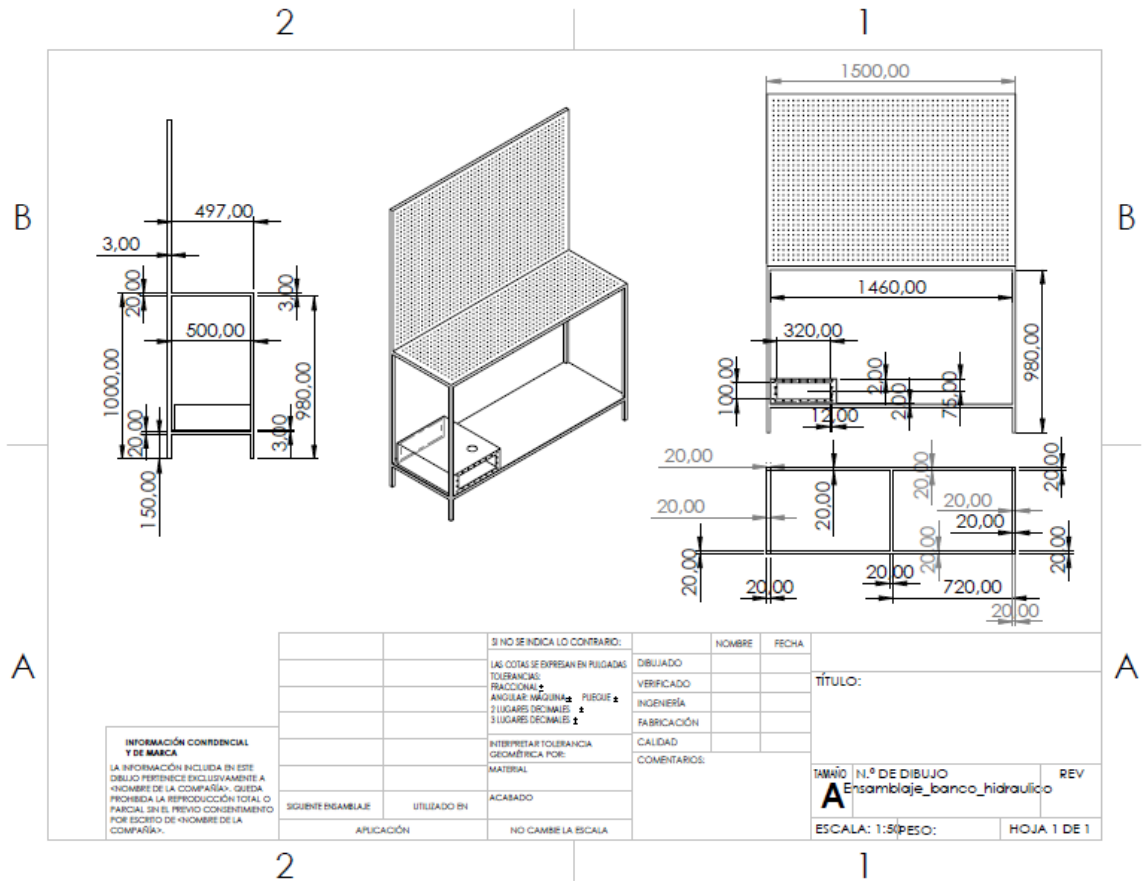 2
1
B
B
A
A
2
1
497,00
3,00
20,00
3,00
500,00
1000,00
980,00
20,00
3,00
150,00
1500,00
1460,00
320,00
980,00
100,00
2,00
2,00
75,00
12,00
20,00
20,00
20,00
20,00
20,00
20,00
20,00
20,00
20,00
20,00
20,00
20,00
720,00
20,00
SI NO SE INDICA LO CONTRARIO:
LAS COTAS SE EXPRESAN EN PULGADAS
TOLERANCIAS:
FRACCIONAL ±
ANGULAR: MÁQUINA ± PLIEGUE ±
2 LUGARES DECIMALES ±
3 LUGARES DECIMALES ±
INTERPRETAR TOLERANCIA
GEOMÉTRICA POR:
MATERIAL
ACABADO
NO CAMBIE LA ESCALA
NOMBRE FECHA
DIBUJADO
VERIFICADO
INGENIERÍA
FABRICACIÓN
CALIDAD
COMENTARIOS:
TÍTULO:
TAMAÑO N.º DE DIBUJO REV
A Ensamblaje_banco_hidraulico
ESCALA: 1:50 PESO: HOJA 1 DE 1
INFORMACIÓN CONFIDENCIAL
Y DE MARCA
LA INFORMACIÓN INCLUIDA EN ESTE
DIBUJO PERTENECE EXCLUSIVAMENTE A
<NOMBRE DE LA COMPAÑÍA>. QUEDA
PROHIBIDA LA REPRODUCCIÓN TOTAL O
PARCIAL SIN EL PREVIO CONSENTIMIENTO
POR ESCRITO DE <NOMBRE DE LA
COMPAÑÍA>.
SIGUIENTE ENSAMBLAJE UTILIZADO EN
APLICACIÓN